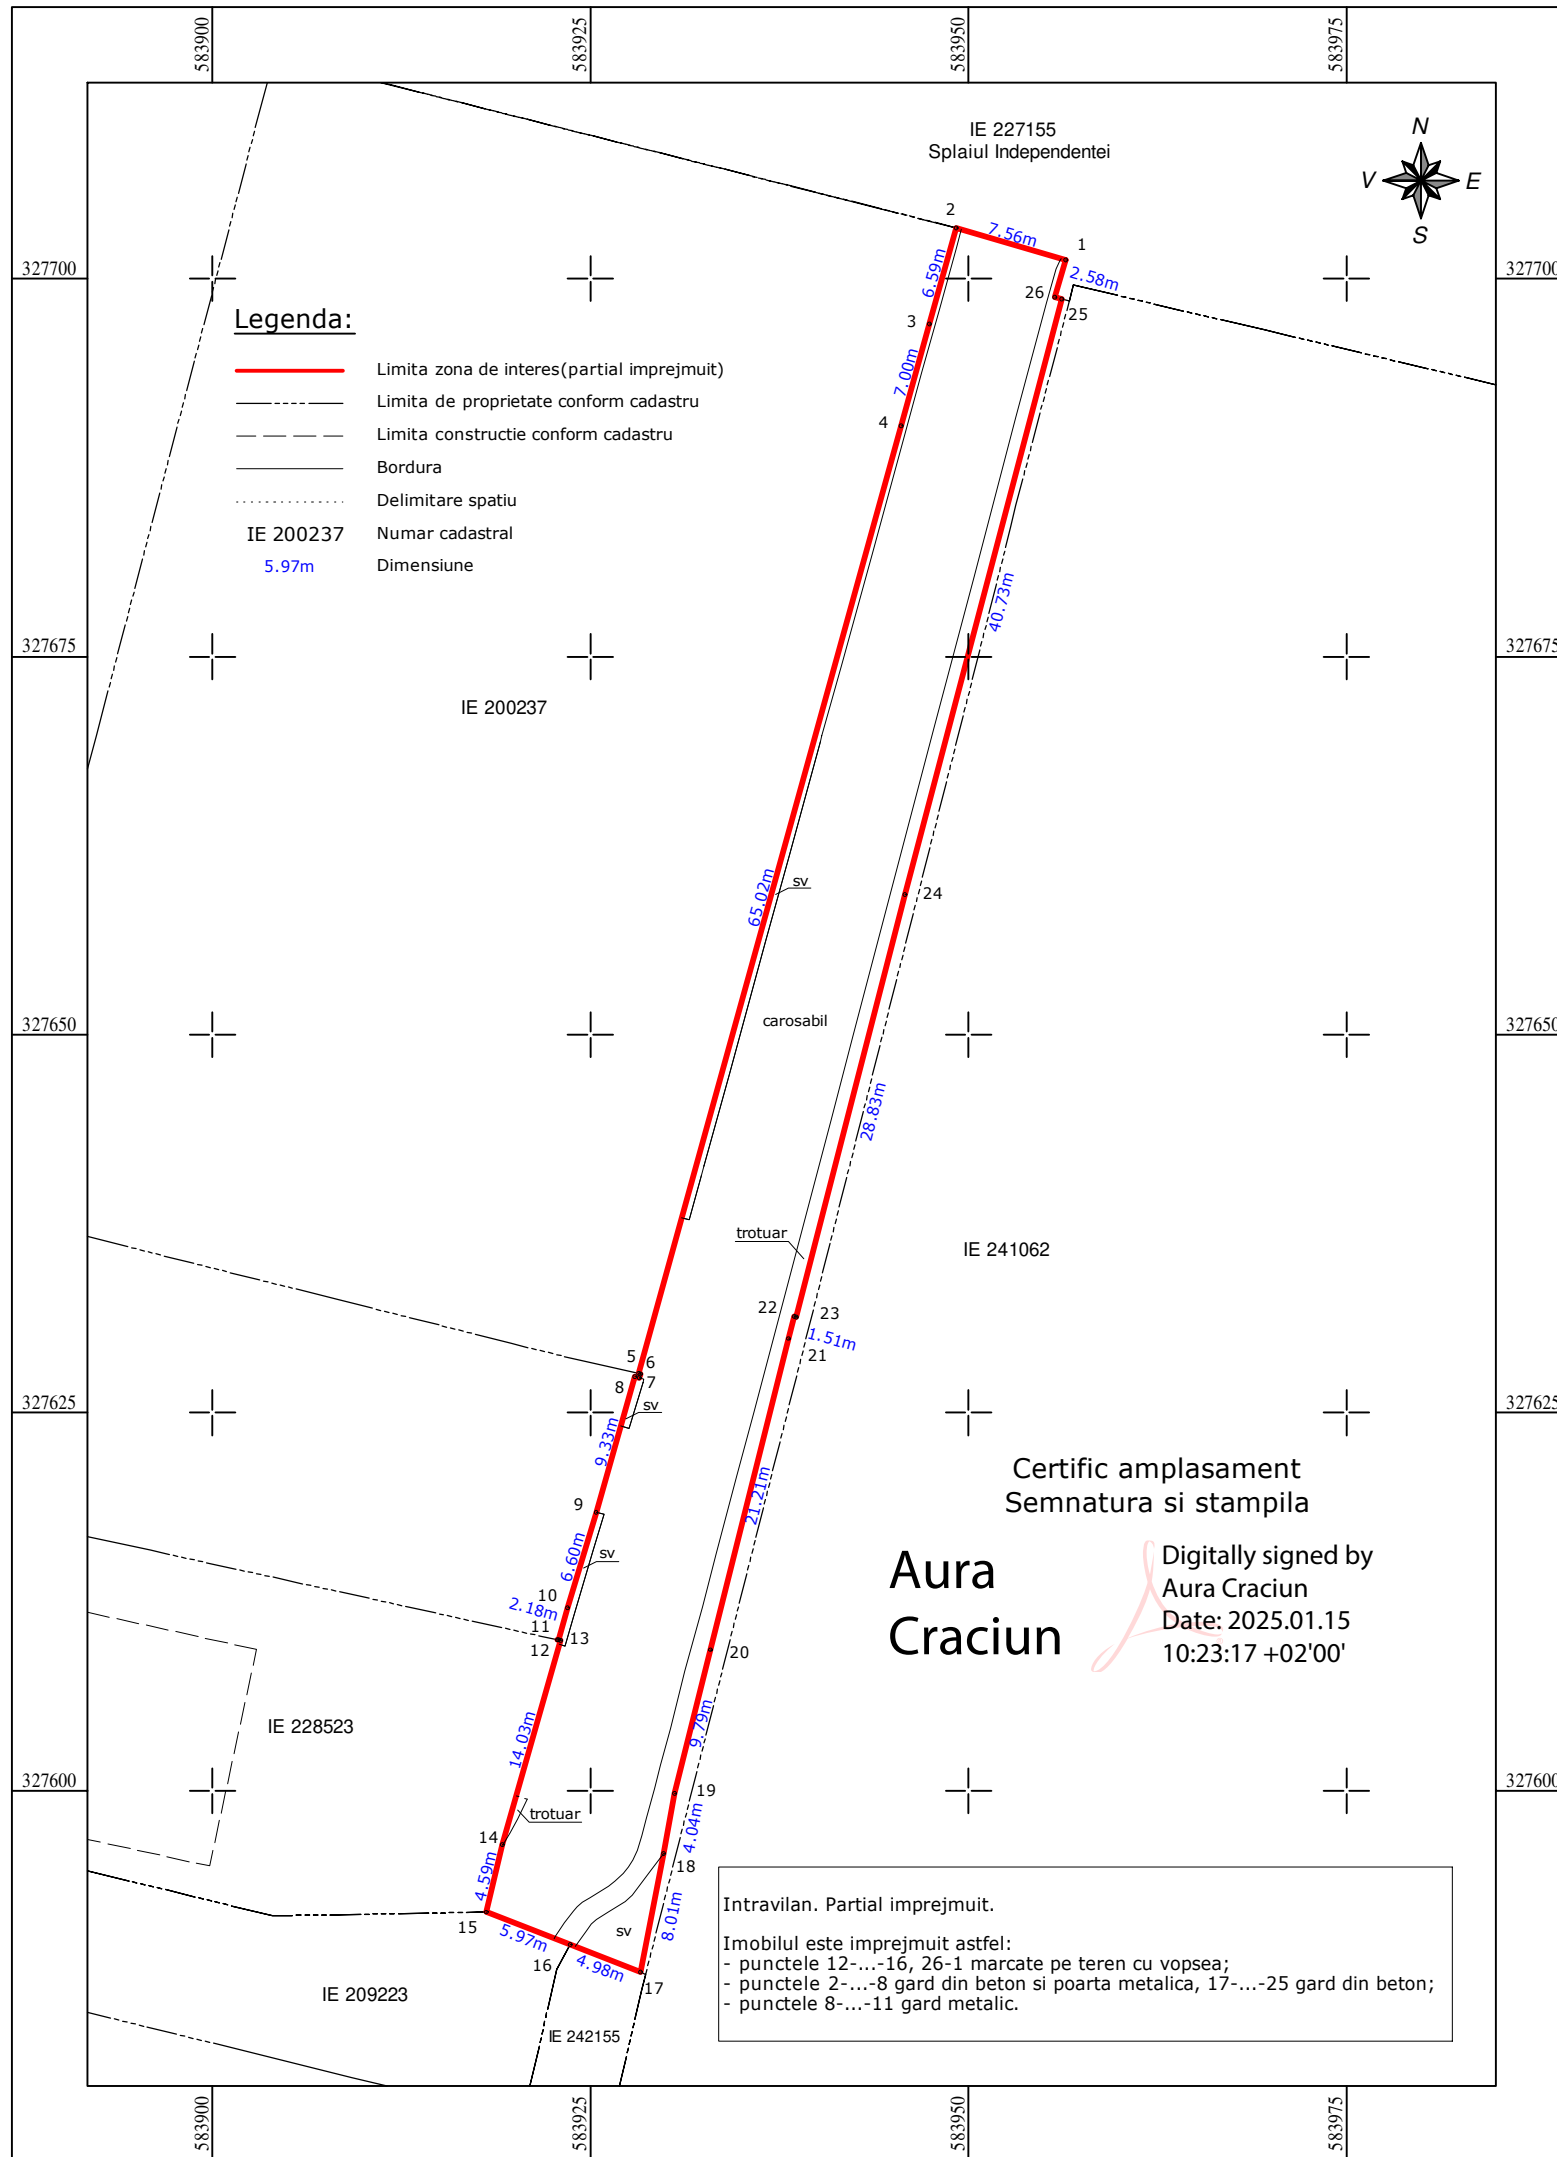 583900
583925
583950
583975
IE 227155
Splaiul Independentei
N
V
E
S
2
7.56m
1
2.58m
327700
327700
6.59m
26
25
3
7.00m
4
Legenda:
Limita zona de interes(partial imprejmuit)
Limita de proprietate conform cadastru
Limita constructie conform cadastru
Bordura
Delimitare spatiu
IE 200237 Numar cadastral
5.97m Dimensiune
40.73m
327675
327675
IE 200237
65.02m
sv
24
carosabil
327650
327650
28.83m
trotuar
IE 241062
22
23
1.51m
21
5
6
8
7
sv
327625
327625
9.33m
21.21m
Certific amplasament
Semnatura si stampila
9
sv
6.60m
Aura
Craciun
Digitally signed by
Aura Craciun
Date: 2025.01.15
10:23:17 +02'00'
10
2.18m
11
13
12
20
IE 228523
14.03m
9.79m
327600
327600
19
trotuar
14
4.04m
18
4.59m
15
5.97m
sv
8.01m
16
4.98m
17
IE 209223
IE 242155
Intravilan. Partial imprejmuit.
Imobilul este imprejmuit astfel:
- punctele 12-...-16, 26-1 marcate pe teren cu vopsea;
- punctele 2-...-8 gard din beton si poarta metalica, 17-...-25 gard din beton;
- punctele 8-...-11 gard metalic.
583900
583925
583950
583975